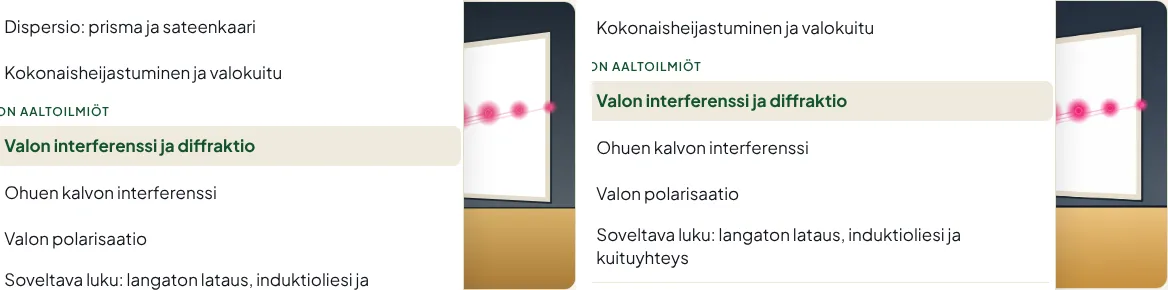 Dispersio: prisma ja sateenkaari
Kokonaisheijastuminen ja valokuitu
ON AALTOILMIÖT
Valon interferenssi ja diffraktio
Ohuen kalvon interferenssi
Valon polarisaatio
Soveltava luku: langaton lataus, induktioliesi ja
Kokonaisheijastuminen ja valokuitu
ON AALTOILMIÖT
Valon interferenssi ja diffraktio
Ohuen kalvon interferenssi
Valon polarisaatio
Soveltava luku: langaton lataus, induktioliesi ja
kuituyhteys